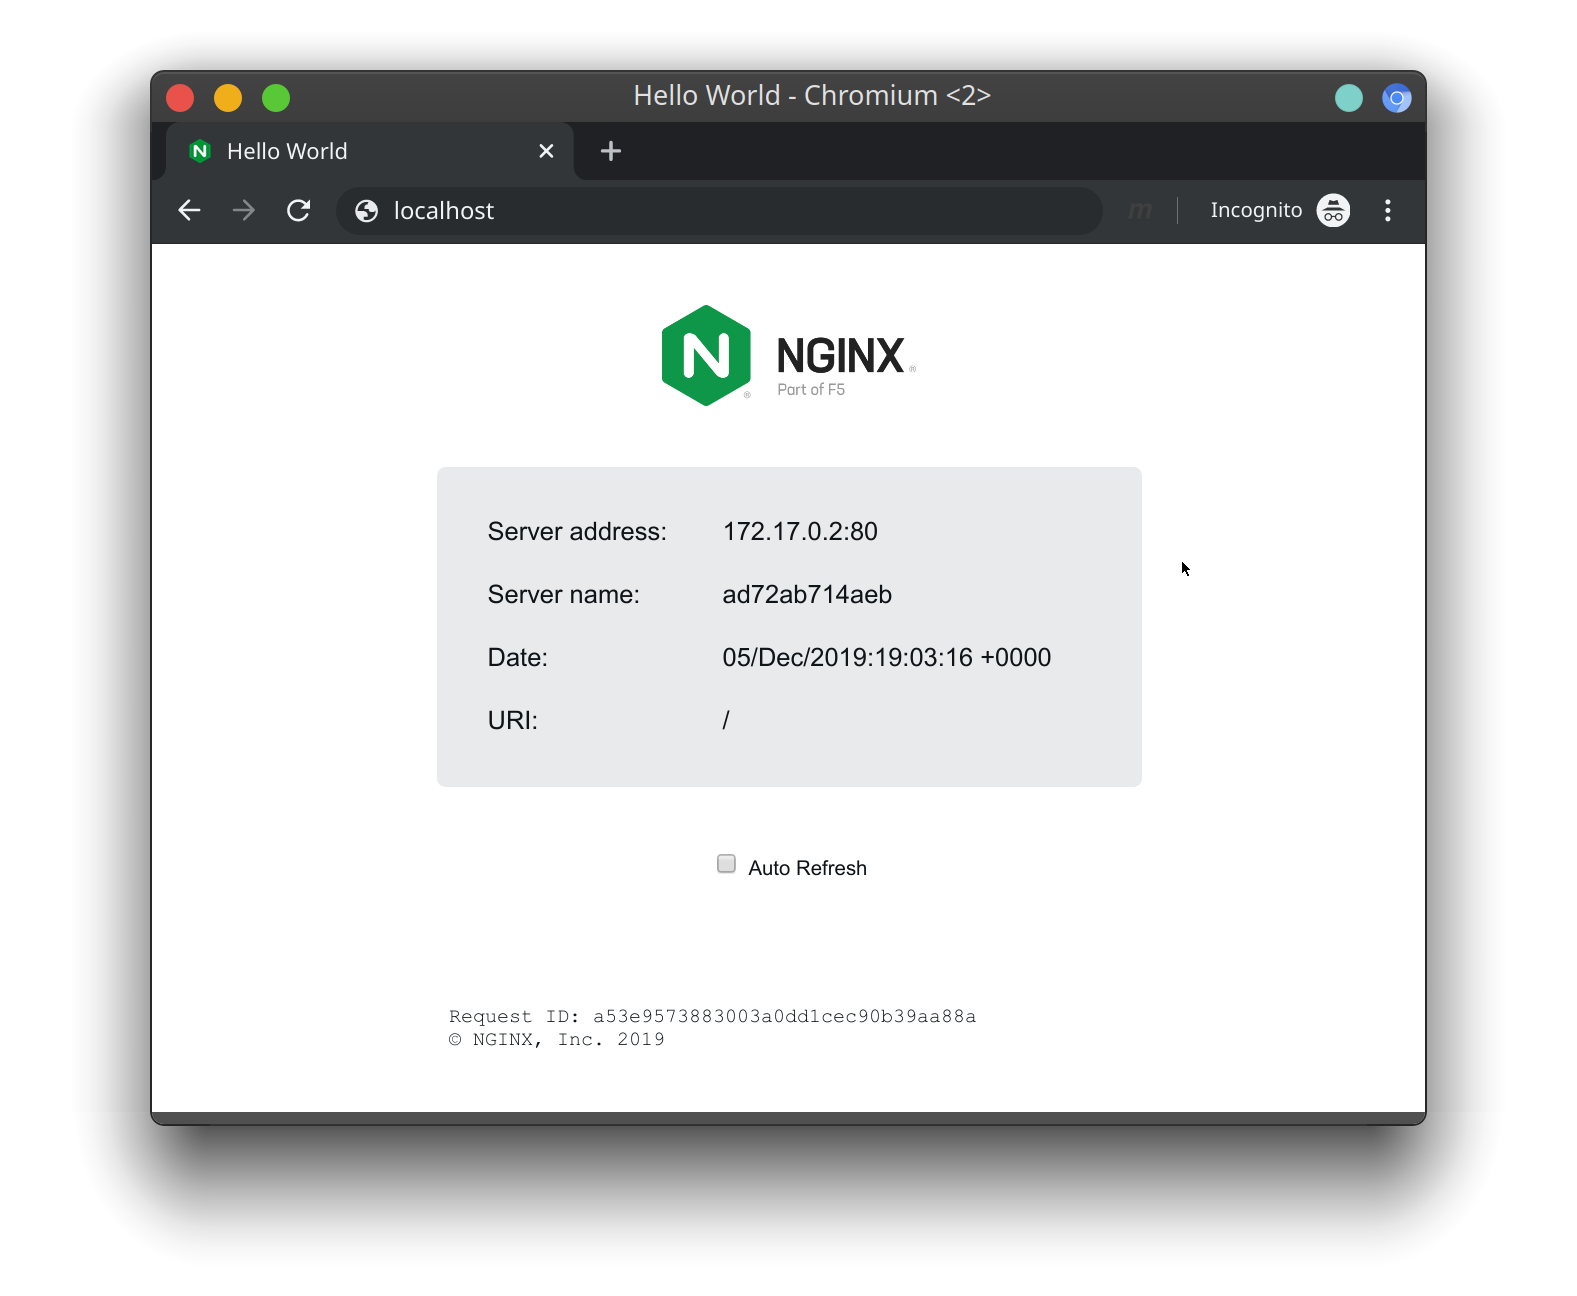 Hello World - Chromium <2>
Hello World
localhost
m
Incognito
N
NGINX
Part of F5
Server address: 172.17.0.2:80
Server name: ad72ab714aeb
Date: 05/Dec/2019:19:03:16 +0000
URI: /
Auto Refresh
Request ID: a53e9573883003a0dd1cec90b39aa88a
© NGINX, Inc. 2019